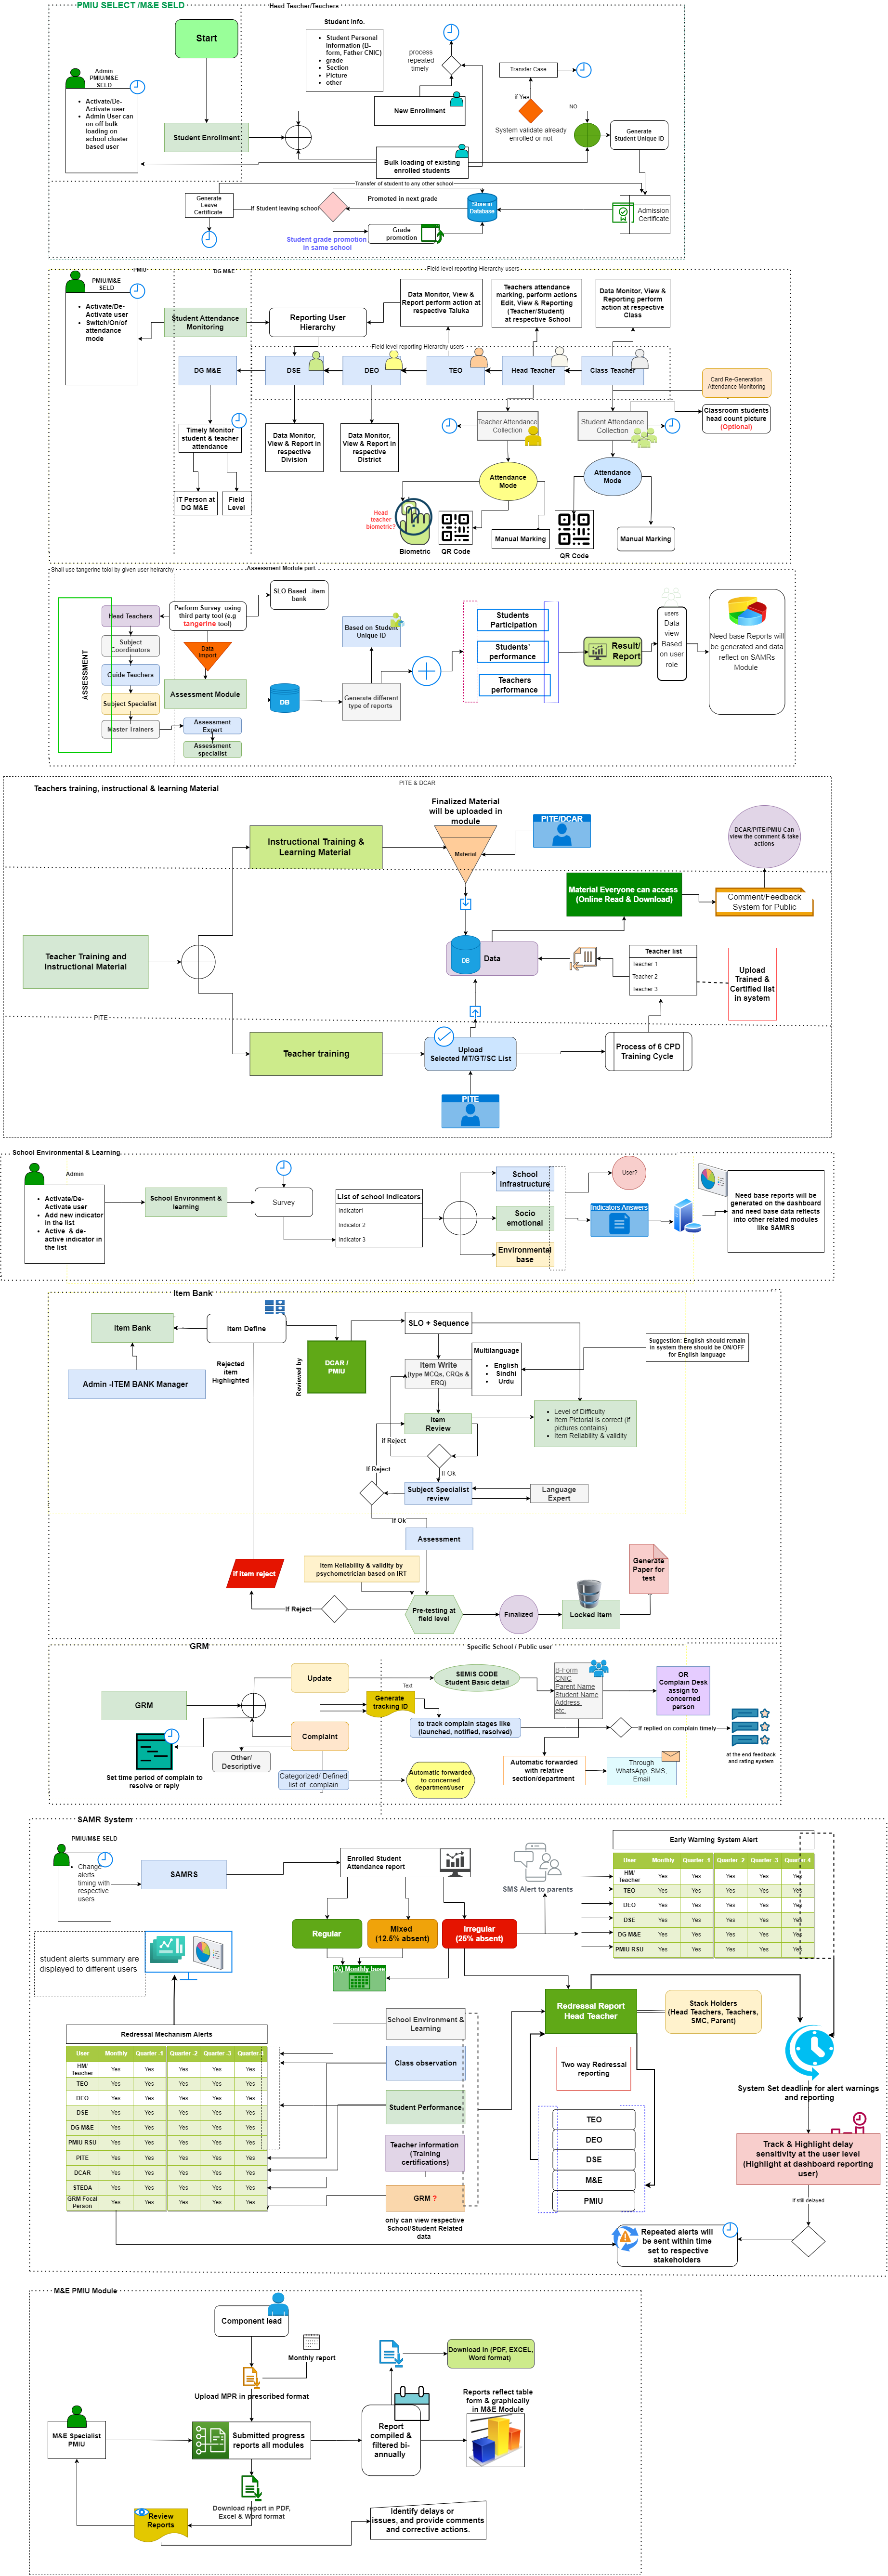 PMIU SELECT /M&E SELD
Head Teacher/Teachers
Start
Student Info.
Student Personal
Information (B-
form, Father CNIC)
grade
Section
Picture
other
process
repeated
timely
Transfer Case
Admin
PMIU/M&E
SELD
Activate/De-
Activate user
Admin User can
on off bulk
loading on
school cluster
based user
Student Enrollment
New Enrollment
if Yes
NO
System validate already
enrolled or not
Generate
Student Unique ID
Bulk loading of existing
enrolled students
Transfer of student to any other school
Generate
Leave
Certificate
If Student leaving school
Promoted in next grade
Store in
Database
Admission
Certificate
Grade
promotion
Student grade promotion
in same school
PMIU
DG M&E
Field level reporting Hierarchy users
PMIU/M&E
SELD
Activate/De-
Activate user
Switch/On/of
attendance
mode
Student Attendance
Monitoring
Reporting User
Hierarchy
Data Monitor, View &
Report perform action at
respective Taluka
Teachers attendance
marking, perform actions
Edit, View & Reporting
(Teacher/Student)
at respective School
Data Monitor, View &
Reporting perform
action at respective
Class
Field level reporting Hierarchy users
DG M&E
DSE
DEO
TEO
Head Teacher
Class Teacher
Card Re-Generation
Attendance Monitoring
Timely Monitor
student & teacher
attendance
Data Monitor,
View & Report in
respective
Division
Data Monitor,
View & Report in
respective
District
Teacher Attendance
Collection
Student Attendance
Collection
Classroom students
head count picture
(Optional)
IT Person at
DG M&E
Field
Level
Attendance
Mode
Attendance
Mode
Head
teacher
biometric?
Biometric
QR Code
Manual Marking
QR Code
Manual Marking
Shall use tangerine tolol by given user heirarchy
Assessment Module part
ASSESSMENT
Head Teachers
Subject
Coordinators
Guide Teachers
Subject Specialist
Master Trainers
Perform Survey using
third party tool (e.g
tangerine tool)
SLO Based -item
bank
Data
Import
Assessment Module
Assessment
Expert
Assessment
specialist
DB
Based on Student
Unique ID
Generate different
type of reports
Students
Participation
Students'
performance
Teachers
performance
Result/
Report
users
Data
view
Based
on user
role
Need base Reports will
be generated and data
reflect on SAMRs
Module
PITE & DCAR
Teachers training, instructional & learning Material
Finalized Material
will be uploaded in
module
PITE/DCAR
Instructional Training &
Learning Material
Material
DCAR/PITE/PMIU Can
view the comment & take
actions
Material Everyone can access
(Online Read & Download)
Comment/Feedback
System for Public
Teacher Training and
Instructional Material
DB
Data
Teacher list
Teacher 1
Teacher 2
Teacher 3
Upload
Trained &
Certified list
in system
PITE
Teacher training
Upload
Selected MT/GT/SC List
Process of 6 CPD
Training Cycle
PITE
School Environmental & Learning.
Admin
Activate/De-
Activate user
Add new indicator
in the list
Active & de-
active indicator in
the list
School Environment &
learning
Survey
List of school Indicators
Indicator1
Indicator 2
Indicator 3
School
infrastructure
Socio
emotional
Environmental
base
User?
Indicators Answers
Need base reports will be
generated on the dashboard
and need base data reflects
into other related modules
like SAMRS
Item Bank
Item Bank
Item Define
SLO + Sequence
Admin -ITEM BANK Manager
Rejected
item
Highlighted
Reviewed by
DCAR /
PMIU
Item Write
(type MCQs, CRQs &
ERQ)
Multilanguage
English
Sindhi
Urdu
Suggestion: English should remain
in system there should be ON/OFF
for English language
Item
Review
Level of Difficulty
Item Pictorial is correct (if
pictures contains)
Item Reliability & validity
if Reject
If Reject
If Ok
Subject Specialist
review
Language
Expert
If Ok
Assessment
if item reject
Item Reliability & validity by
psychometrician based on IRT
Generate
Paper for
test
If Reject
Pre-testing at
field level
Finalized
Locked item
GRM
Specific School / Public user
GRM
Update
SEMIS CODE
Student Basic detail
B-Form
CNIC
Parent Name
Student Name
Address
etc.
OR
Complain Desk
assign to
concerned
person
Text
Generate
tracking ID
Complaint
to track complain stages like
(launched, notified, resolved)
If replied on complain timely
at the end feedback
and rating system
Set time period of complain to
resolve or reply
Other/
Descriptive
Categorized/ Defined
list of complain
Automatic forwarded
to concerned
department/user
Automatic forwarded
with relative
section/department
Through
WhatsApp, SMS,
Email
SAMR System
PMIU/M&E SELD
Change
alerts
timing with
respective
users
SAMRS
Enrolled Student
Attendance report
SMS Alert to parents
Early Warning System Alert
User Monthly Quarter -1 Quarter -2 Quarter -3 Quarter-4
HM/
Teacher Yes Yes Yes Yes Yes
TEO Yes Yes Yes Yes Yes
DEO Yes Yes Yes Yes Yes
DSE Yes Yes Yes Yes Yes
DG M&E Yes Yes Yes Yes Yes
PMIU RSU Yes Yes Yes Yes Yes
Regular
Mixed
(12.5% absent)
Irregular
(25% absent)
student alerts summary are
displayed to different users
(%) Monthly base
Redressal Mechanism Alerts
User Monthly Quarter -1 Quarter -2 Quarter -3 Quarter-
HM/
Teacher Yes Yes Yes Yes Yes
TEO Yes Yes Yes Yes Yes
DEO Yes Yes Yes Yes Yes
DSE Yes Yes Yes Yes Yes
DG M&E Yes Yes Yes Yes Yes
PMIU RSU Yes Yes Yes Yes Yes
PITE Yes Yes Yes Yes Yes
DCAR Yes Yes Yes Yes Yes
STEDA Yes Yes Yes Yes Yes
GRM Focal
Person Yes Yes Yes Yes Yes
School Environment &
Learning
Class observation
Student Performance
Teacher information
(Training
certifications)
GRM ?
only can view respective
School/Student Related
data
Redressal Report
Head Teacher
Stack Holders
(Head Teachers, Teachers,
SMC, Parent)
Two way Redressal
reporting
TEO
DEO
DSE
M&E
PMIU
System Set deadline for alert warnings
and reporting
Track & Highlight delay
sensitivity at the user level
(Highlight at dashboard reporting
user)
If still delayed
Repeated alerts will
be sent within time
set to respective
stakeholders
M&E PMIU Module
Component lead
Monthly report
Upload MPR in prescribed format
Download in (PDF, EXCEL,
Word format)
M&E Specialist
PMIU
Submitted progress
reports all modules
Report
compiled &
filtered bi-
annually
Reports reflect table
form & graphically
in M&E Module
Download report in PDF,
Excel & Word format
Review
Reports
Identify delays or
issues, and provide comments
and corrective actions.